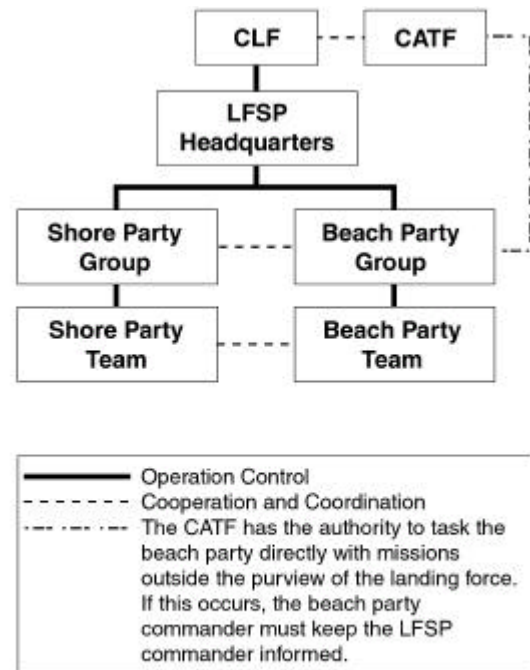 CLF
CATF
LFSP
Headquarters
Shore Party
Group
Beach Party
Group
Shore Party
Team
Beach Party
Team
Operation Control
Cooperation and Coordination
The CATF has the authority to task the
beach party directly with missions
outside the purview of the landing force.
If this occurs, the beach party
commander must keep the LFSP
commander informed.